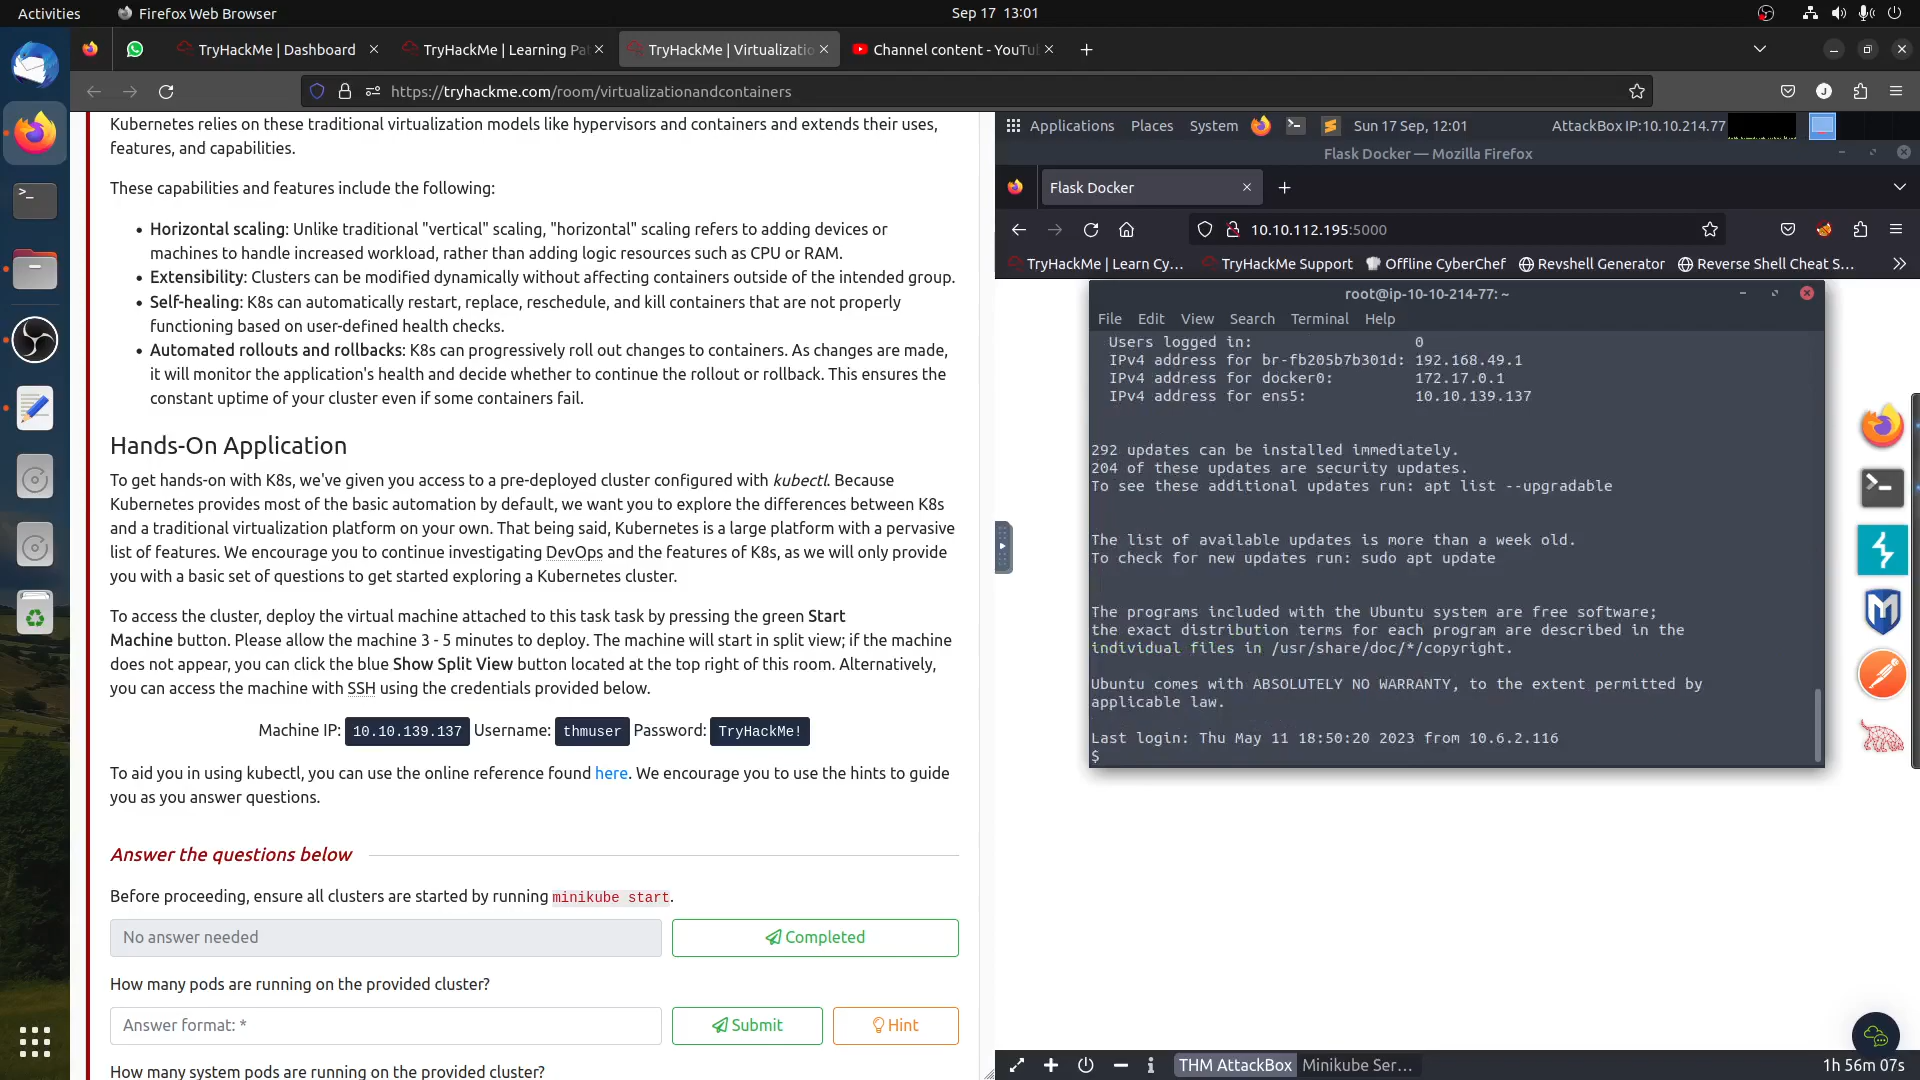 Activities
Firefox Web Browser
Sep 17 13:01
TryHackMe | Dashboard
TryHackMe | Learning Pa
TryHackMe | Virtualizatio
Channel content - YouTu
https://tryhackme.com/room/virtualizationandcontainers
J
Kubernetes relies on these traditional virtualization models like hypervisors and containers and extends their uses,
features, and capabilities.
These capabilities and features include the following:
• Horizontal scaling: Unlike traditional "vertical" scaling, "horizontal" scaling refers to adding devices or
machines to handle increased workload, rather than adding logic resources such as CPU or RAM.
• Extensibility: Clusters can be modified dynamically without affecting containers outside of the intended group.
• Self-healing: K8s can automatically restart, replace, reschedule, and kill containers that are not properly
functioning based on user-defined health checks.
• Automated rollouts and rollbacks: K8s can progressively roll out changes to containers. As changes are made,
it will monitor the application's health and decide whether to continue the rollout or rollback. This ensures the
constant uptime of your cluster even if some containers fail.
Hands-On Application
To get hands-on with K8s, we've given you access to a pre-deployed cluster configured with kubectl. Because
Kubernetes provides most of the basic automation by default, we want you to explore the differences between K8s
and a traditional virtualization platform on your own. That being said, Kubernetes is a large platform with a pervasive
list of features. We encourage you to continue investigating DevOps and the features of K8s, as we will only provide
you with a basic set of questions to get started exploring a Kubernetes cluster.
To access the cluster, deploy the virtual machine attached to this task task by pressing the green Start
Machine button. Please allow the machine 3 - 5 minutes to deploy. The machine will start in split view; if the machine
does not appear, you can click the blue Show Split View button located at the top right of this room. Alternatively,
you can access the machine with SSH using the credentials provided below.
Machine IP: 10.10.139.137 Username: thmuser Password: TryHackMe!
To aid you in using kubectl, you can use the online reference found here. We encourage you to use the hints to guide
you as you answer questions.
Answer the questions below
Before proceeding, ensure all clusters are started by running minikube start.
No answer needed
Completed
How many pods are running on the provided cluster?
Answer format: *
Submit
Hint
How many system pods are running on the provided cluster?
Applications Places System
Sun 17 Sep, 12:01
AttackBox IP:10.10.214.77
Flask Docker — Mozilla Firefox
Flask Docker
10.10.112.195:5000
TryHackMe | Learn Cy...
TryHackMe Support
Offline CyberChef
Revshell Generator
Reverse Shell Cheat S...
root@ip-10-10-214-77: ~
File Edit View Search Terminal Help
Users logged in: 0
IPv4 address for br-fb205b7b301d: 192.168.49.1
IPv4 address for docker0: 172.17.0.1
IPv4 address for ens5: 10.10.139.137
292 updates can be installed immediately.
204 of these updates are security updates.
To see these additional updates run: apt list --upgradable
The list of available updates is more than a week old.
To check for new updates run: sudo apt update
The programs included with the Ubuntu system are free software;
the exact distribution terms for each program are described in the
individual files in /usr/share/doc/*/copyright.
Ubuntu comes with ABSOLUTELY NO WARRANTY, to the extent permitted by
applicable law.
Last login: Thu May 11 18:50:20 2023 from 10.6.2.116
$
THM AttackBox
Minikube Ser...
1h 56m 07s